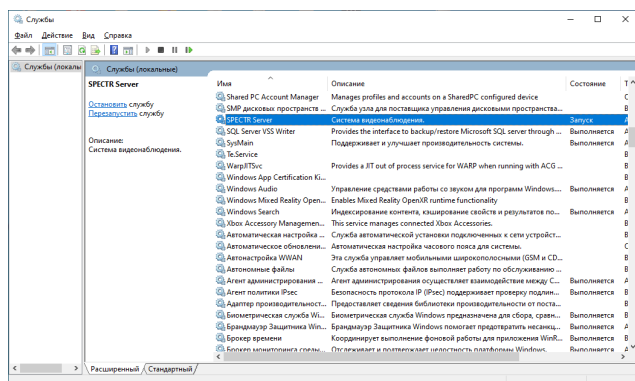 Службы
Файл Действие Вид Справка
Службы (локалы
Службы (локальные)
SPECTR Server
Остановить службу
Перезапустить службу
Описание:
Система видеонаблюдения.
Имя Описание Состояние Т
Shared PC Account Manager Manages profiles and accounts on a SharedPC configured device
SMP дисковых пространств ... Служба узла для поставщика управления дисковыми пространства... В
SPECTR Server Система видеонаблюдения. Запуск А
SQL Server VSS Writer Provides the interface to backup/restore Microsoft SQL server through ... Выполняется А
SysMain Поддерживает и улучшает производительность системы. Выполняется А
Te.Service В
WarpJITSvc Provides a JIT out of process service for WARP when running with ACG ... В
Windows App Certification Ki... В
Windows Audio Управление средствами работы со звуком для программ Windows.... Выполняется А
Windows Mixed Reality Open... Enables Mixed Reality OpenXR runtime functionality В
Windows Search Индексирование контента, кэширование свойств и результатов по... Выполняется А
Xbox Accessory Managemen... This service manages connected Xbox Accessories. В
Автоматическая настройка ... Служба автоматической установки подключенных к сети устройст... В
Автоматическое обновлени... Автоматическая настройка часового пояса для системы.
Автонастройка WWAN Эта служба управляет мобильными широкополосными (GSM и CD... В
Автономные файлы Служба автономных файлов выполняет работу по обслуживанию ... В
Агент администрирования ... Агент администрирования осуществляет взаимодействие между С... Выполняется А
Агент политики IPsec Безопасность протокола IP (IPsec) поддерживает проверку подлин... Выполняется В
Адаптер производительност... Предоставляет сведения библиотеки производительности от поста... В
Биометрическая служба Wi... Биометрическая служба Windows предназначена для сбора, сравн... Выполняется В
Брандмауэр Защитника Win... Брандмауэр Защитника Windows помогает предотвратить несанкц... Выполняется А
Брокер времени Координирует выполнение фоновой работы для приложения WinR... Выполняется В
Брокер мониторинга среды... Отслеживает и подтверждает целостность платформы Windows. Выполняется А
Расширенный Стандартный